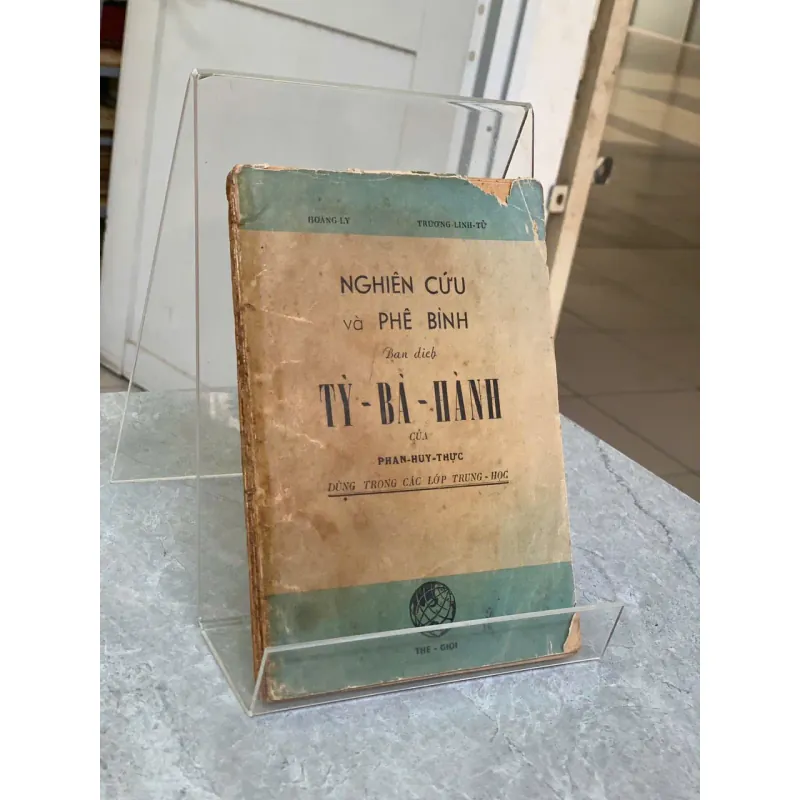 HOÀNG-LY TRƯƠNG-LINH-TỬ
NGHIÊN CỨU
và PHÊ BÌNH
Bản dịch
TỲ-BÀ-HÀNH
CỦA
PHAN-HUY-THỰC
DÙNG TRONG CÁC LỚP TRUNG-HỌC
THẾ-GIỚI